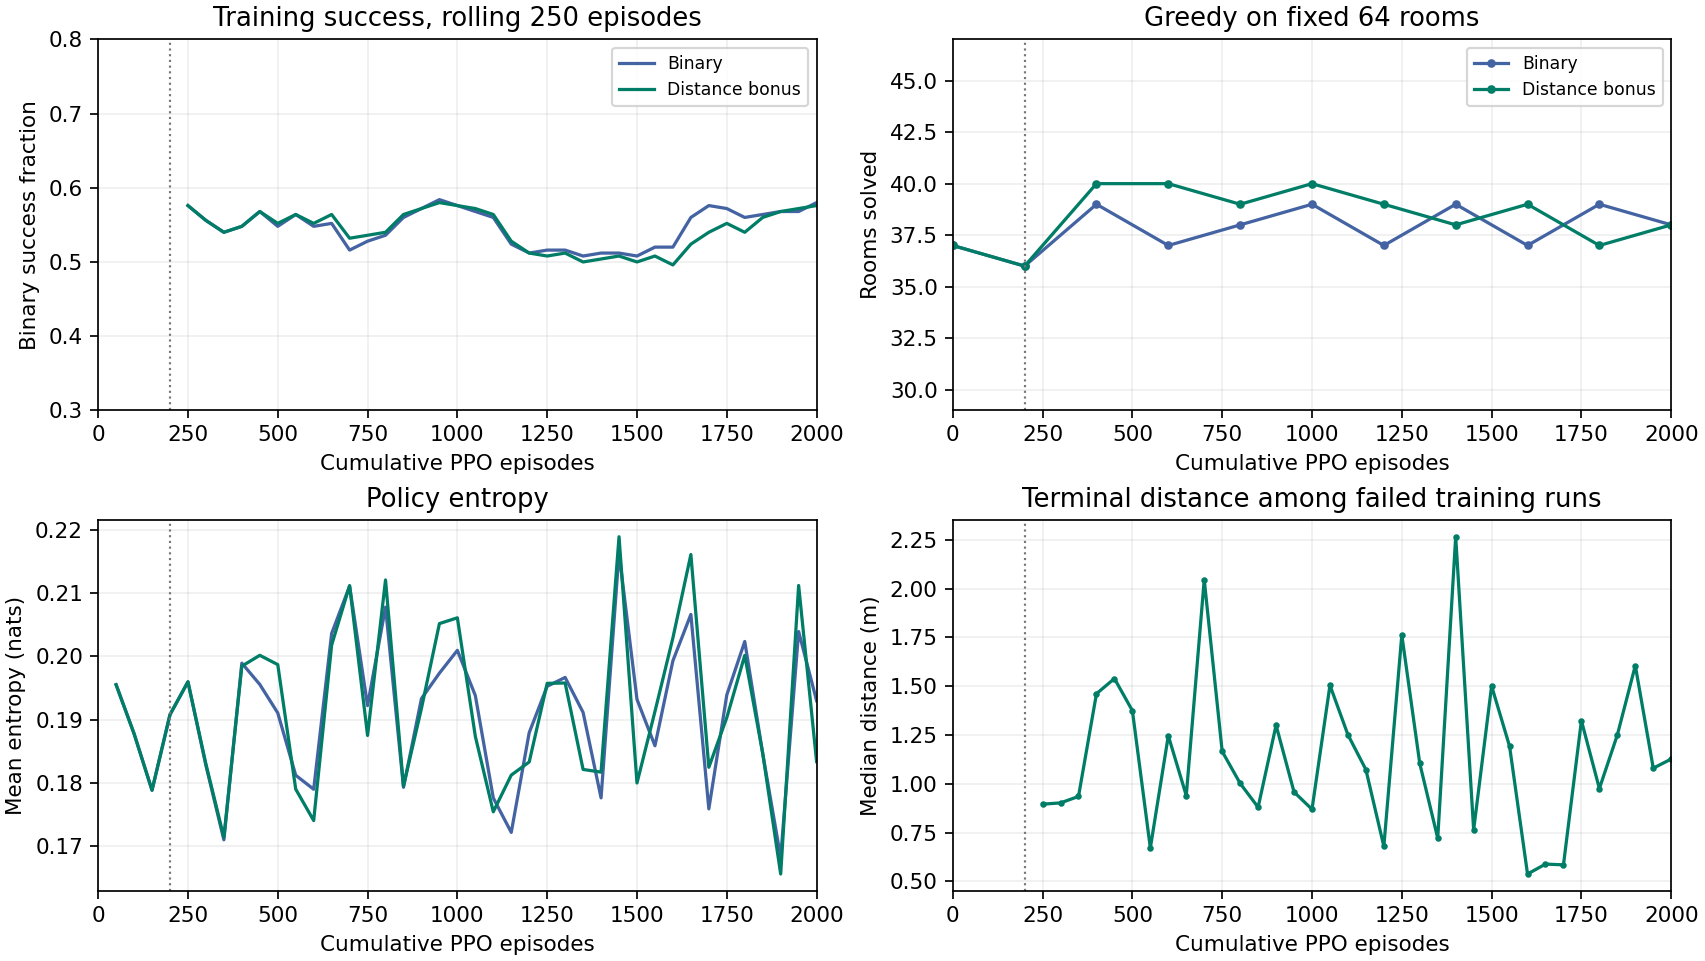 Training success, rolling 250 episodes
Binary success fraction
0.8
0.7
0.6
0.5
0.4
0.3
Binary
Distance bonus
0 250 500 750 1000 1250 1500 1750 2000
Cumulative PPO episodes
Greedy on fixed 64 rooms
Rooms solved
45.0
42.5
40.0
37.5
35.0
32.5
30.0
Binary
Distance bonus
0 250 500 750 1000 1250 1500 1750 2000
Cumulative PPO episodes
Policy entropy
Mean entropy (nats)
0.22
0.21
0.20
0.19
0.18
0.17
0 250 500 750 1000 1250 1500 1750 2000
Cumulative PPO episodes
Terminal distance among failed training runs
Median distance (m)
2.25
2.00
1.75
1.50
1.25
1.00
0.75
0.50
0 250 500 750 1000 1250 1500 1750 2000
Cumulative PPO episodes